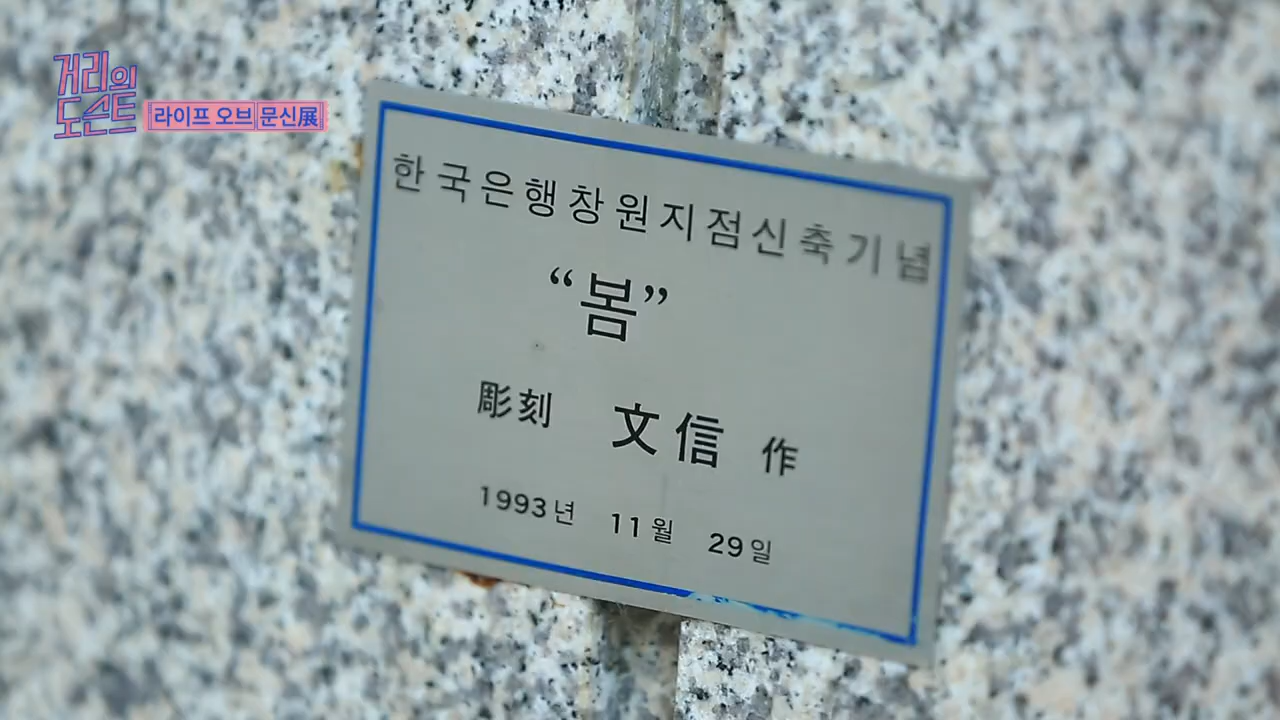 거리의
도슨트
라이프 오브 문신展
한국은행창원지점신축기념
“봄”
彫刻 文信 作
1993년 11월 29일